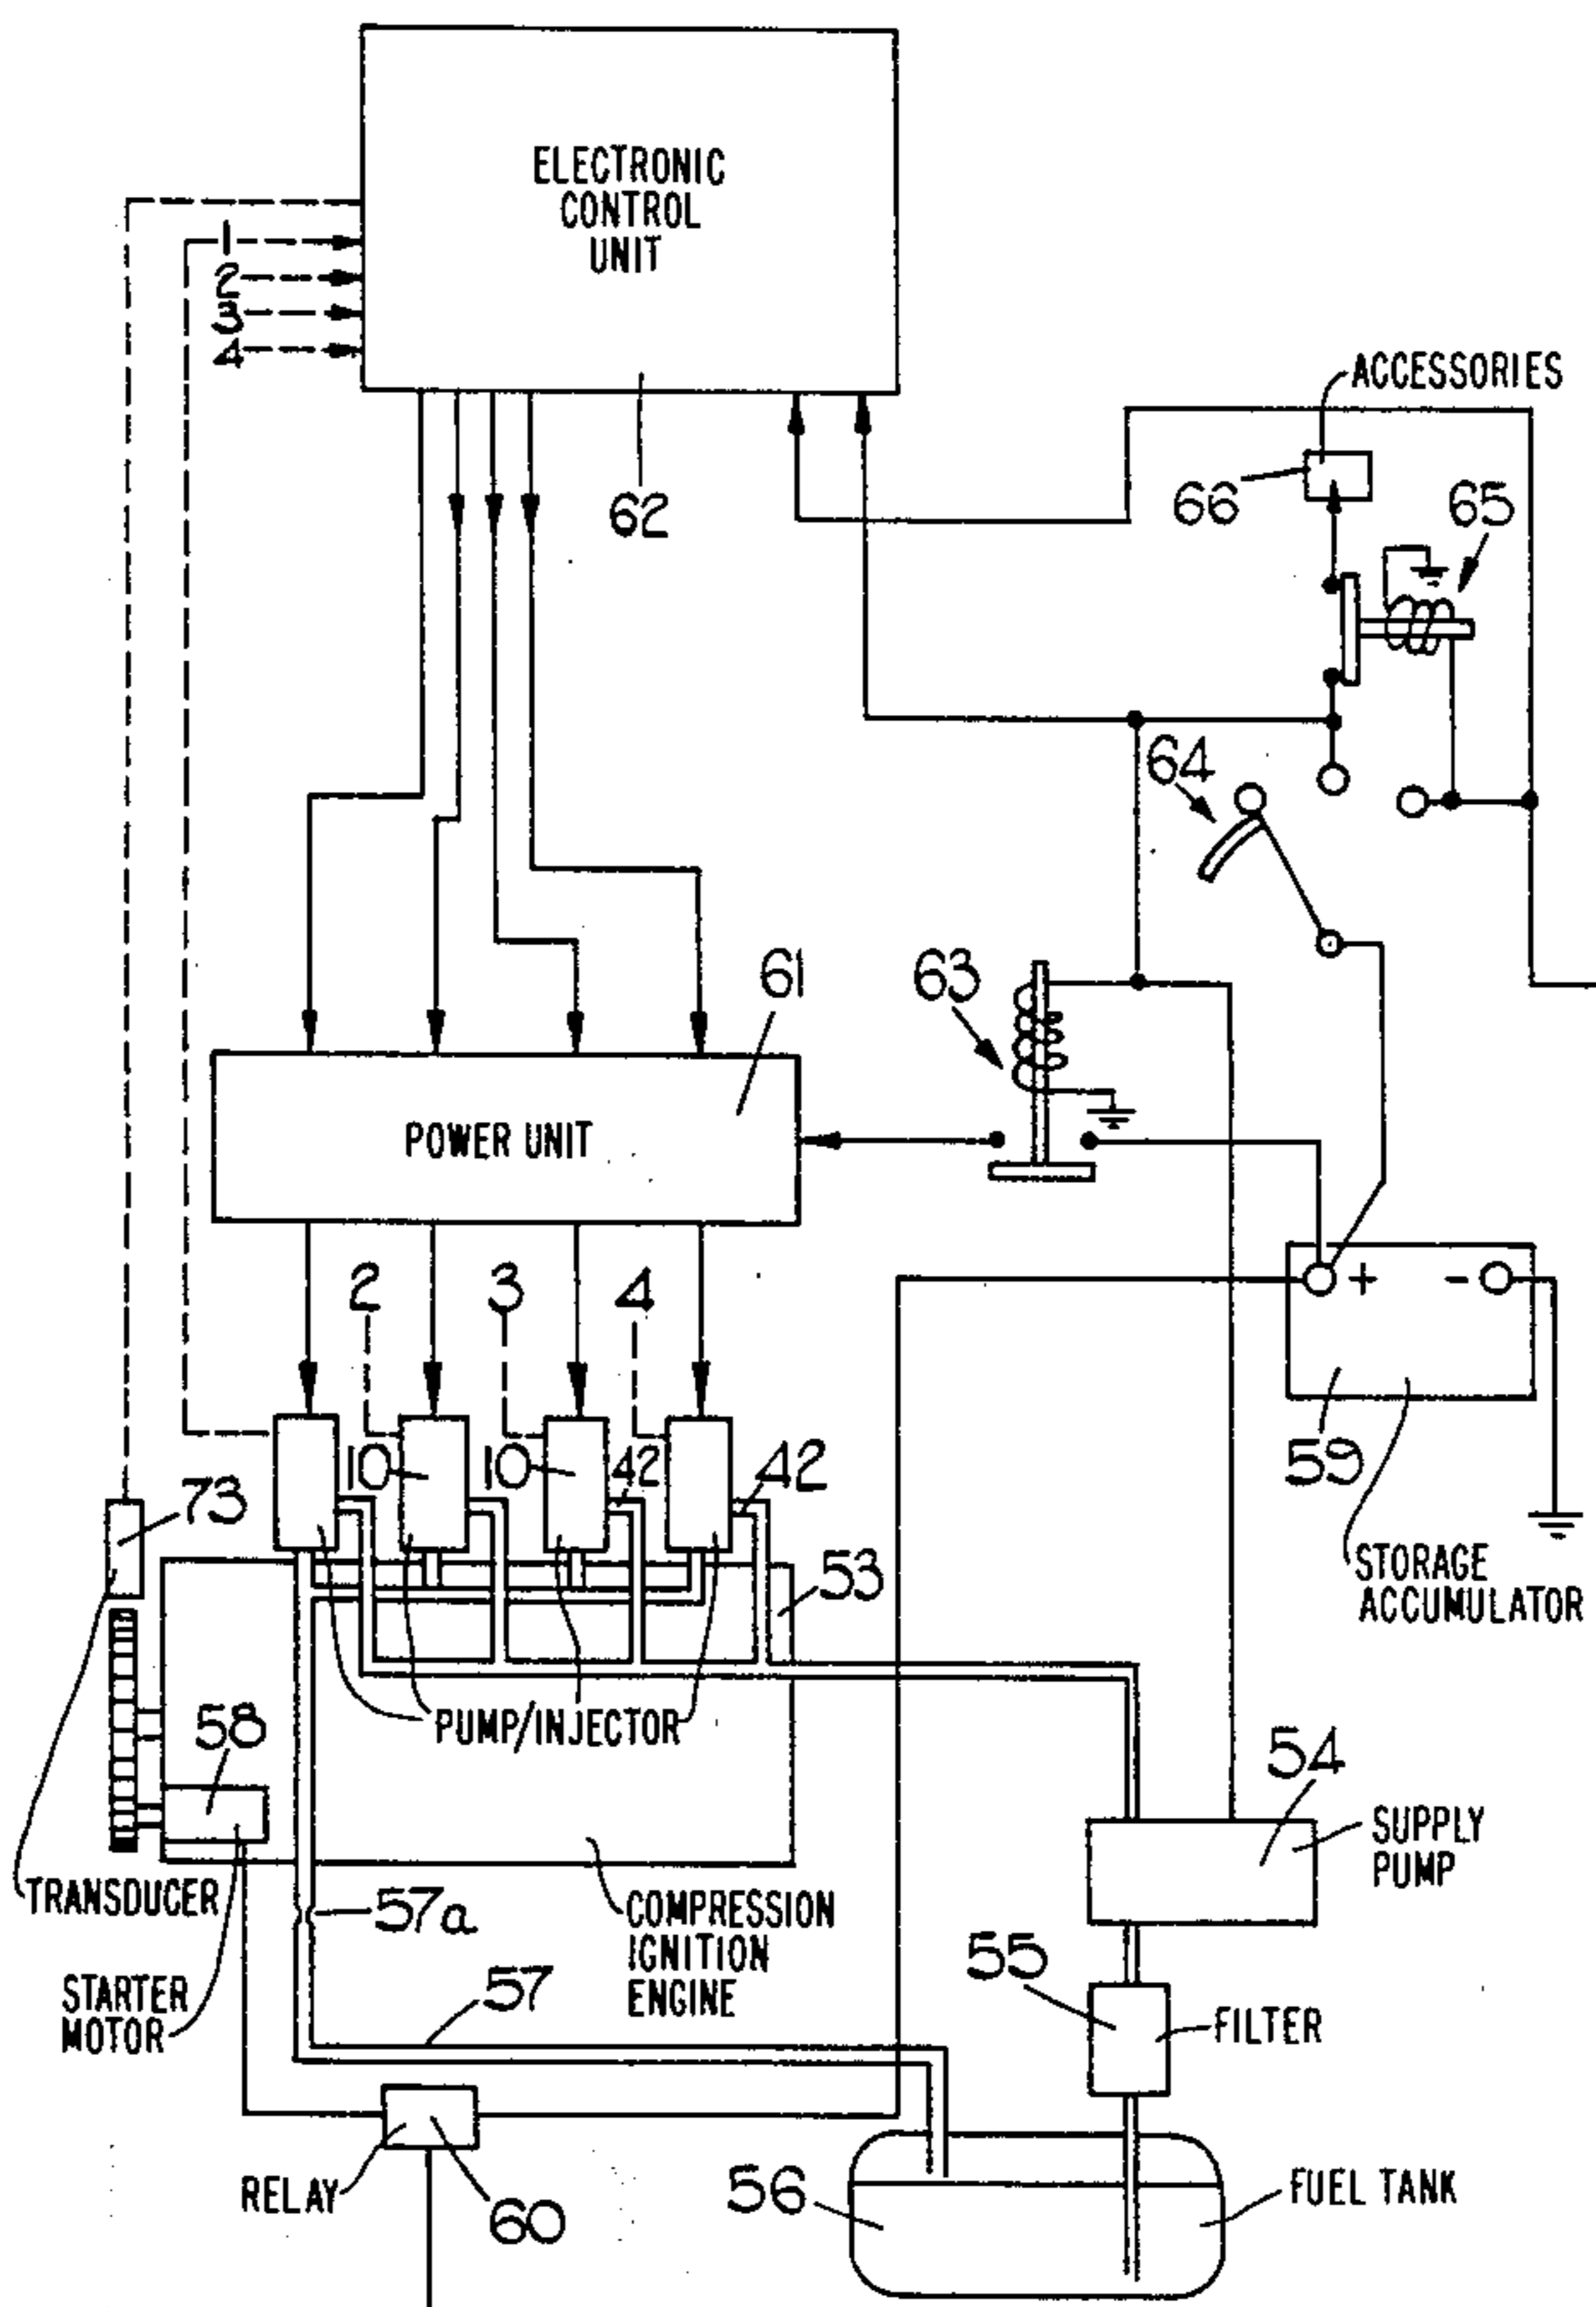 ELECTRONIC
CONTROL
UNIT
1
2
3
4
62
ACCESSORIES
66
65
64
63
61
POWER UNIT
2
3
4
10
10
42
42
+
-
59
STORAGE
ACCUMULATOR
73
53
58
PUMP/INJECTOR
54
SUPPLY
PUMP
TRANSDUCER
57a
COMPRESSION
IGNITION
ENGINE
STARTER
MOTOR
57
55
FILTER
RELAY
60
56
FUEL TANK